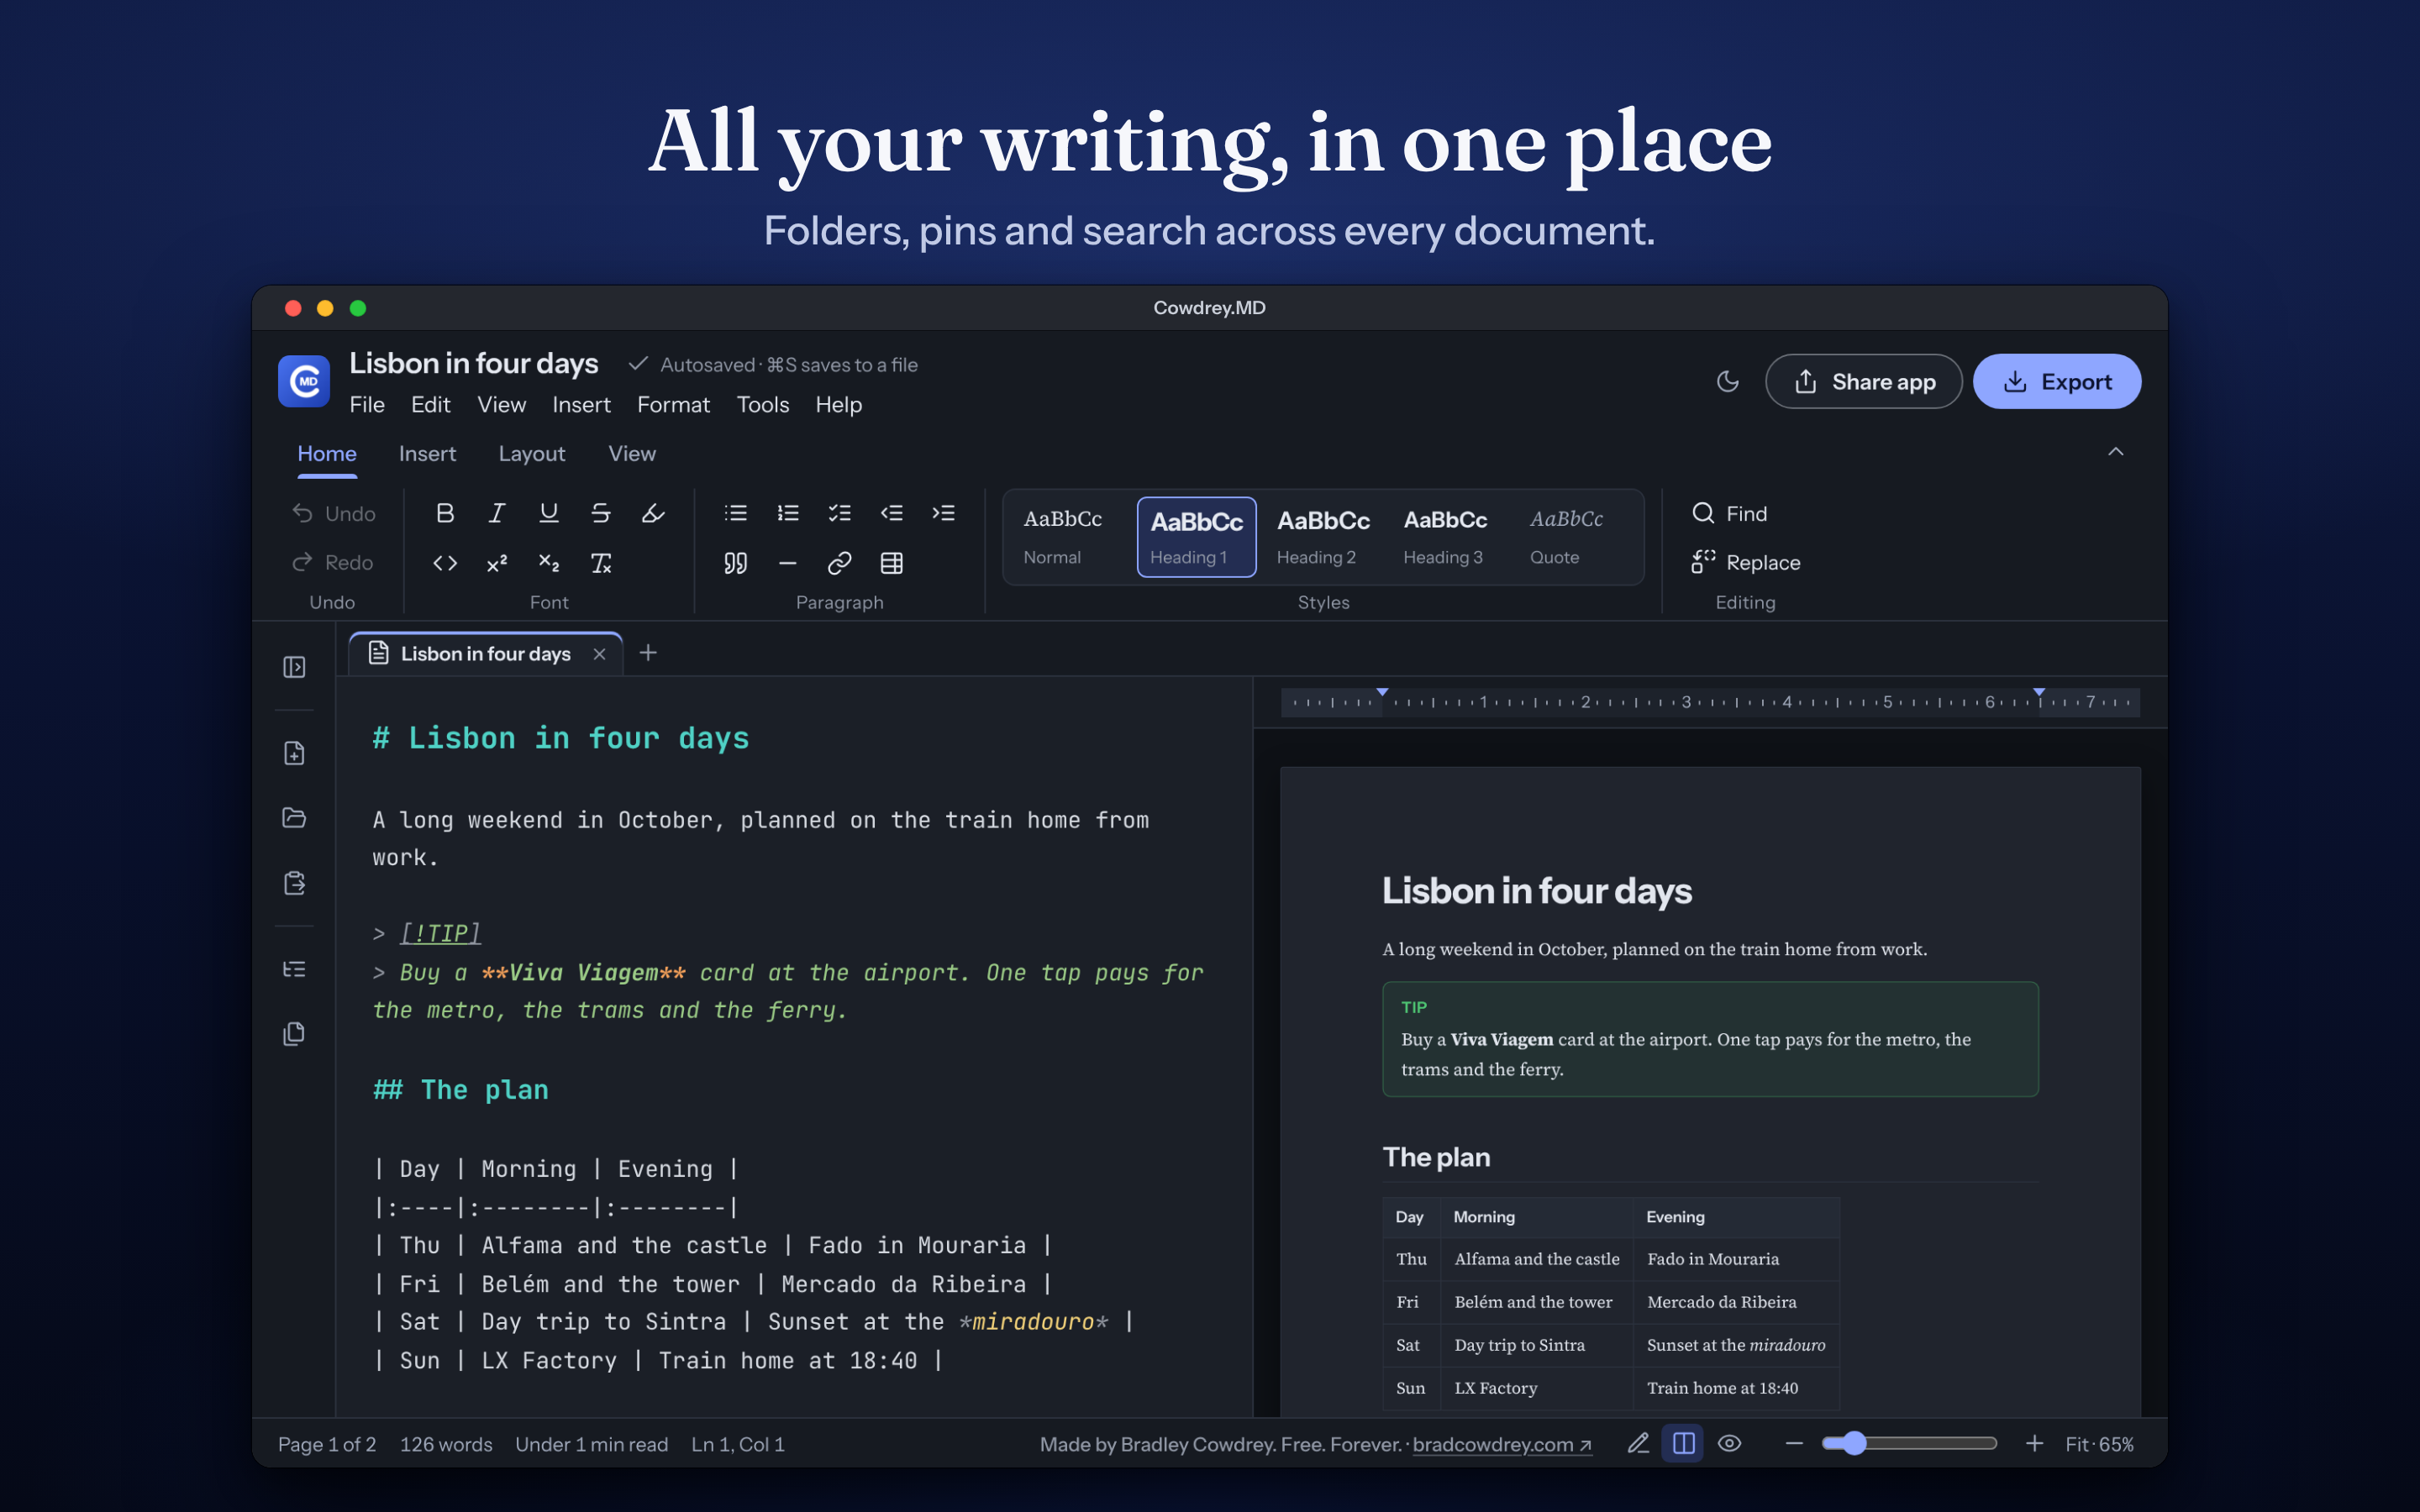 All your writing, in one place
Folders, pins and search across every document.
Cowdrey.MD
MD
Lisbon in four days
Autosaved · ⌘S saves to a file
File Edit View Insert Format Tools Help
Share app
Export
Home Insert Layout View
Undo
Redo
Undo
Font
Paragraph
AaBbCc AaBbCc AaBbCc AaBbCc AaBbCc
Normal Heading 1 Heading 2 Heading 3 Quote
Styles
Find
Replace
Editing
Lisbon in four days
# Lisbon in four days
A long weekend in October, planned on the train home from
work.
> [!TIP]
> Buy a **Viva Viagem** card at the airport. One tap pays for
the metro, the trams and the ferry.
## The plan
| Day | Morning | Evening |
|:----|:--------|:--------|
| Thu | Alfama and the castle | Fado in Mouraria |
| Fri | Belém and the tower | Mercado da Ribeira |
| Sat | Day trip to Sintra | Sunset at the *miradouro* |
| Sun | LX Factory | Train home at 18:40 |
1 2 3 4 5 6 7
Lisbon in four days
A long weekend in October, planned on the train home from work.
TIP
Buy a Viva Viagem card at the airport. One tap pays for the metro, the
trams and the ferry.
The plan
Day Morning Evening
Thu Alfama and the castle Fado in Mouraria
Fri Belém and the tower Mercado da Ribeira
Sat Day trip to Sintra Sunset at the miradouro
Sun LX Factory Train home at 18:40
Page 1 of 2 126 words Under 1 min read Ln 1, Col 1
Made by Bradley Cowdrey. Free. Forever. · bradcowdrey.com ↗
Fit · 65%